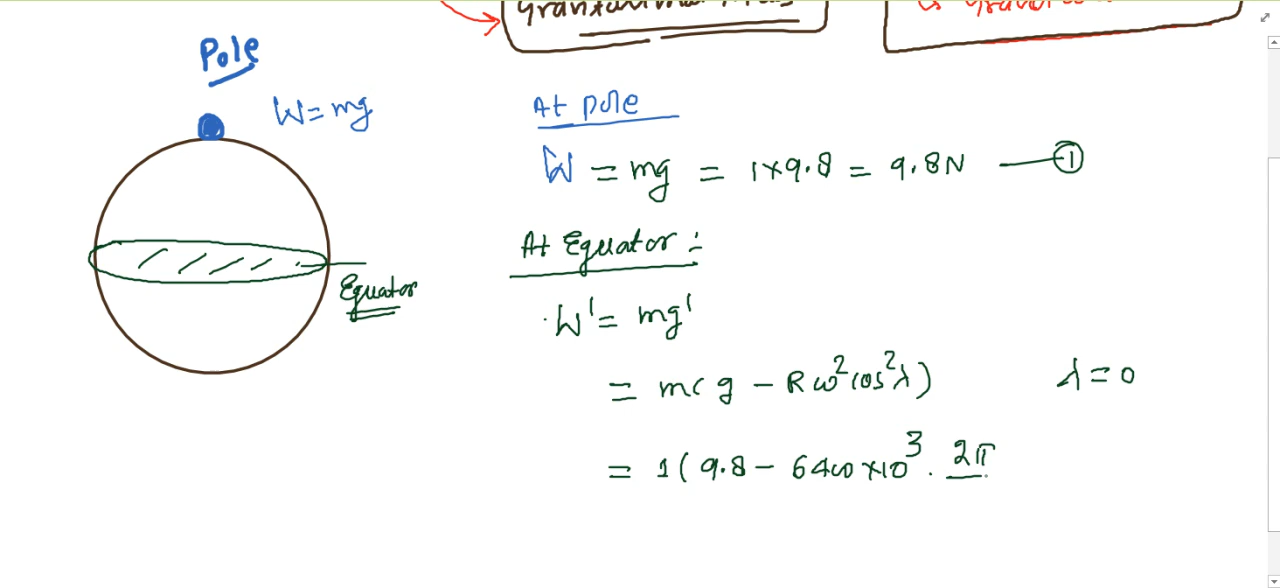 Pole
W = mg
Equator
At pole
W = mg = 1×9.8 = 9.8N —①
At Equator :-
W' = mg'
= m(g - Rω²cos²λ) λ = 0
= 1(9.8 - 6400×10³. 2π